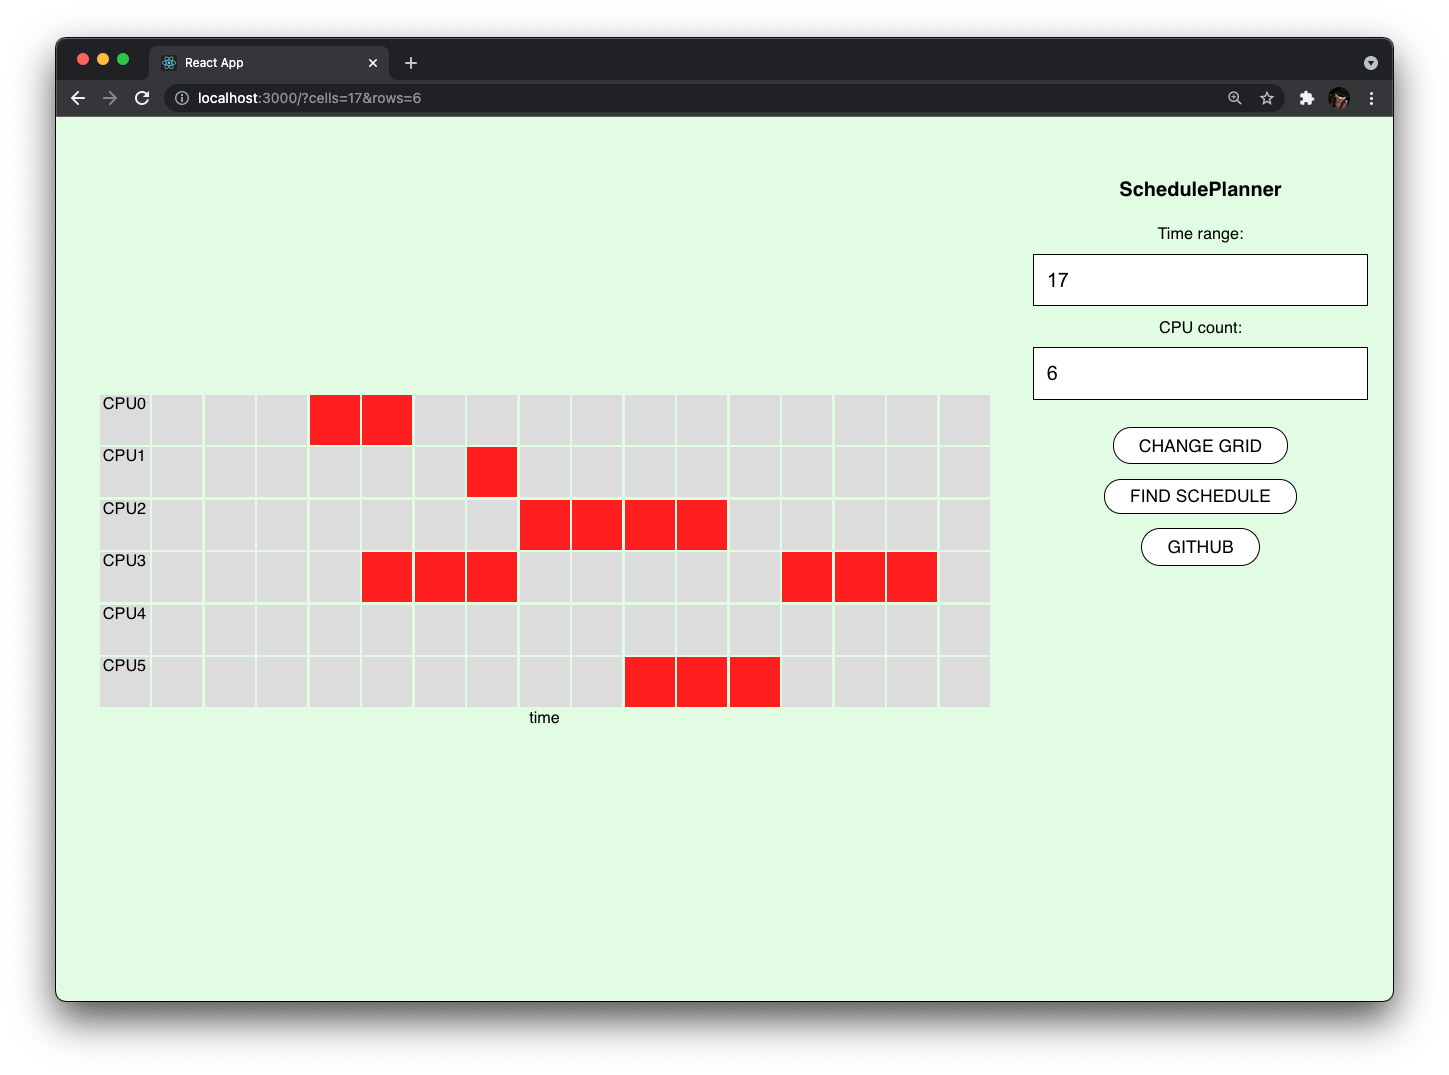 React App
localhost:3000/?cells=17&rows=6
SchedulePlanner
Time range:
17
CPU count:
6
CHANGE GRID
FIND SCHEDULE
GITHUB
CPU0
CPU1
CPU2
CPU3
CPU4
CPU5
time